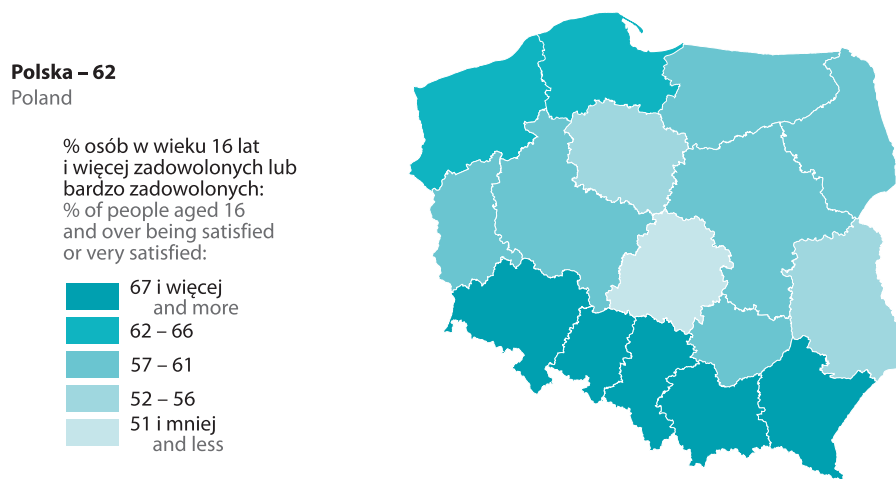 Polska – 62
Poland
% osób w wieku 16 lat
i więcej zadowolonych lub
bardzo zadowolonych:
% of people aged 16
and over being satisfied
or very satisfied:
67 i więcej
and more
62 – 66
57 – 61
52 – 56
51 i mniej
and less